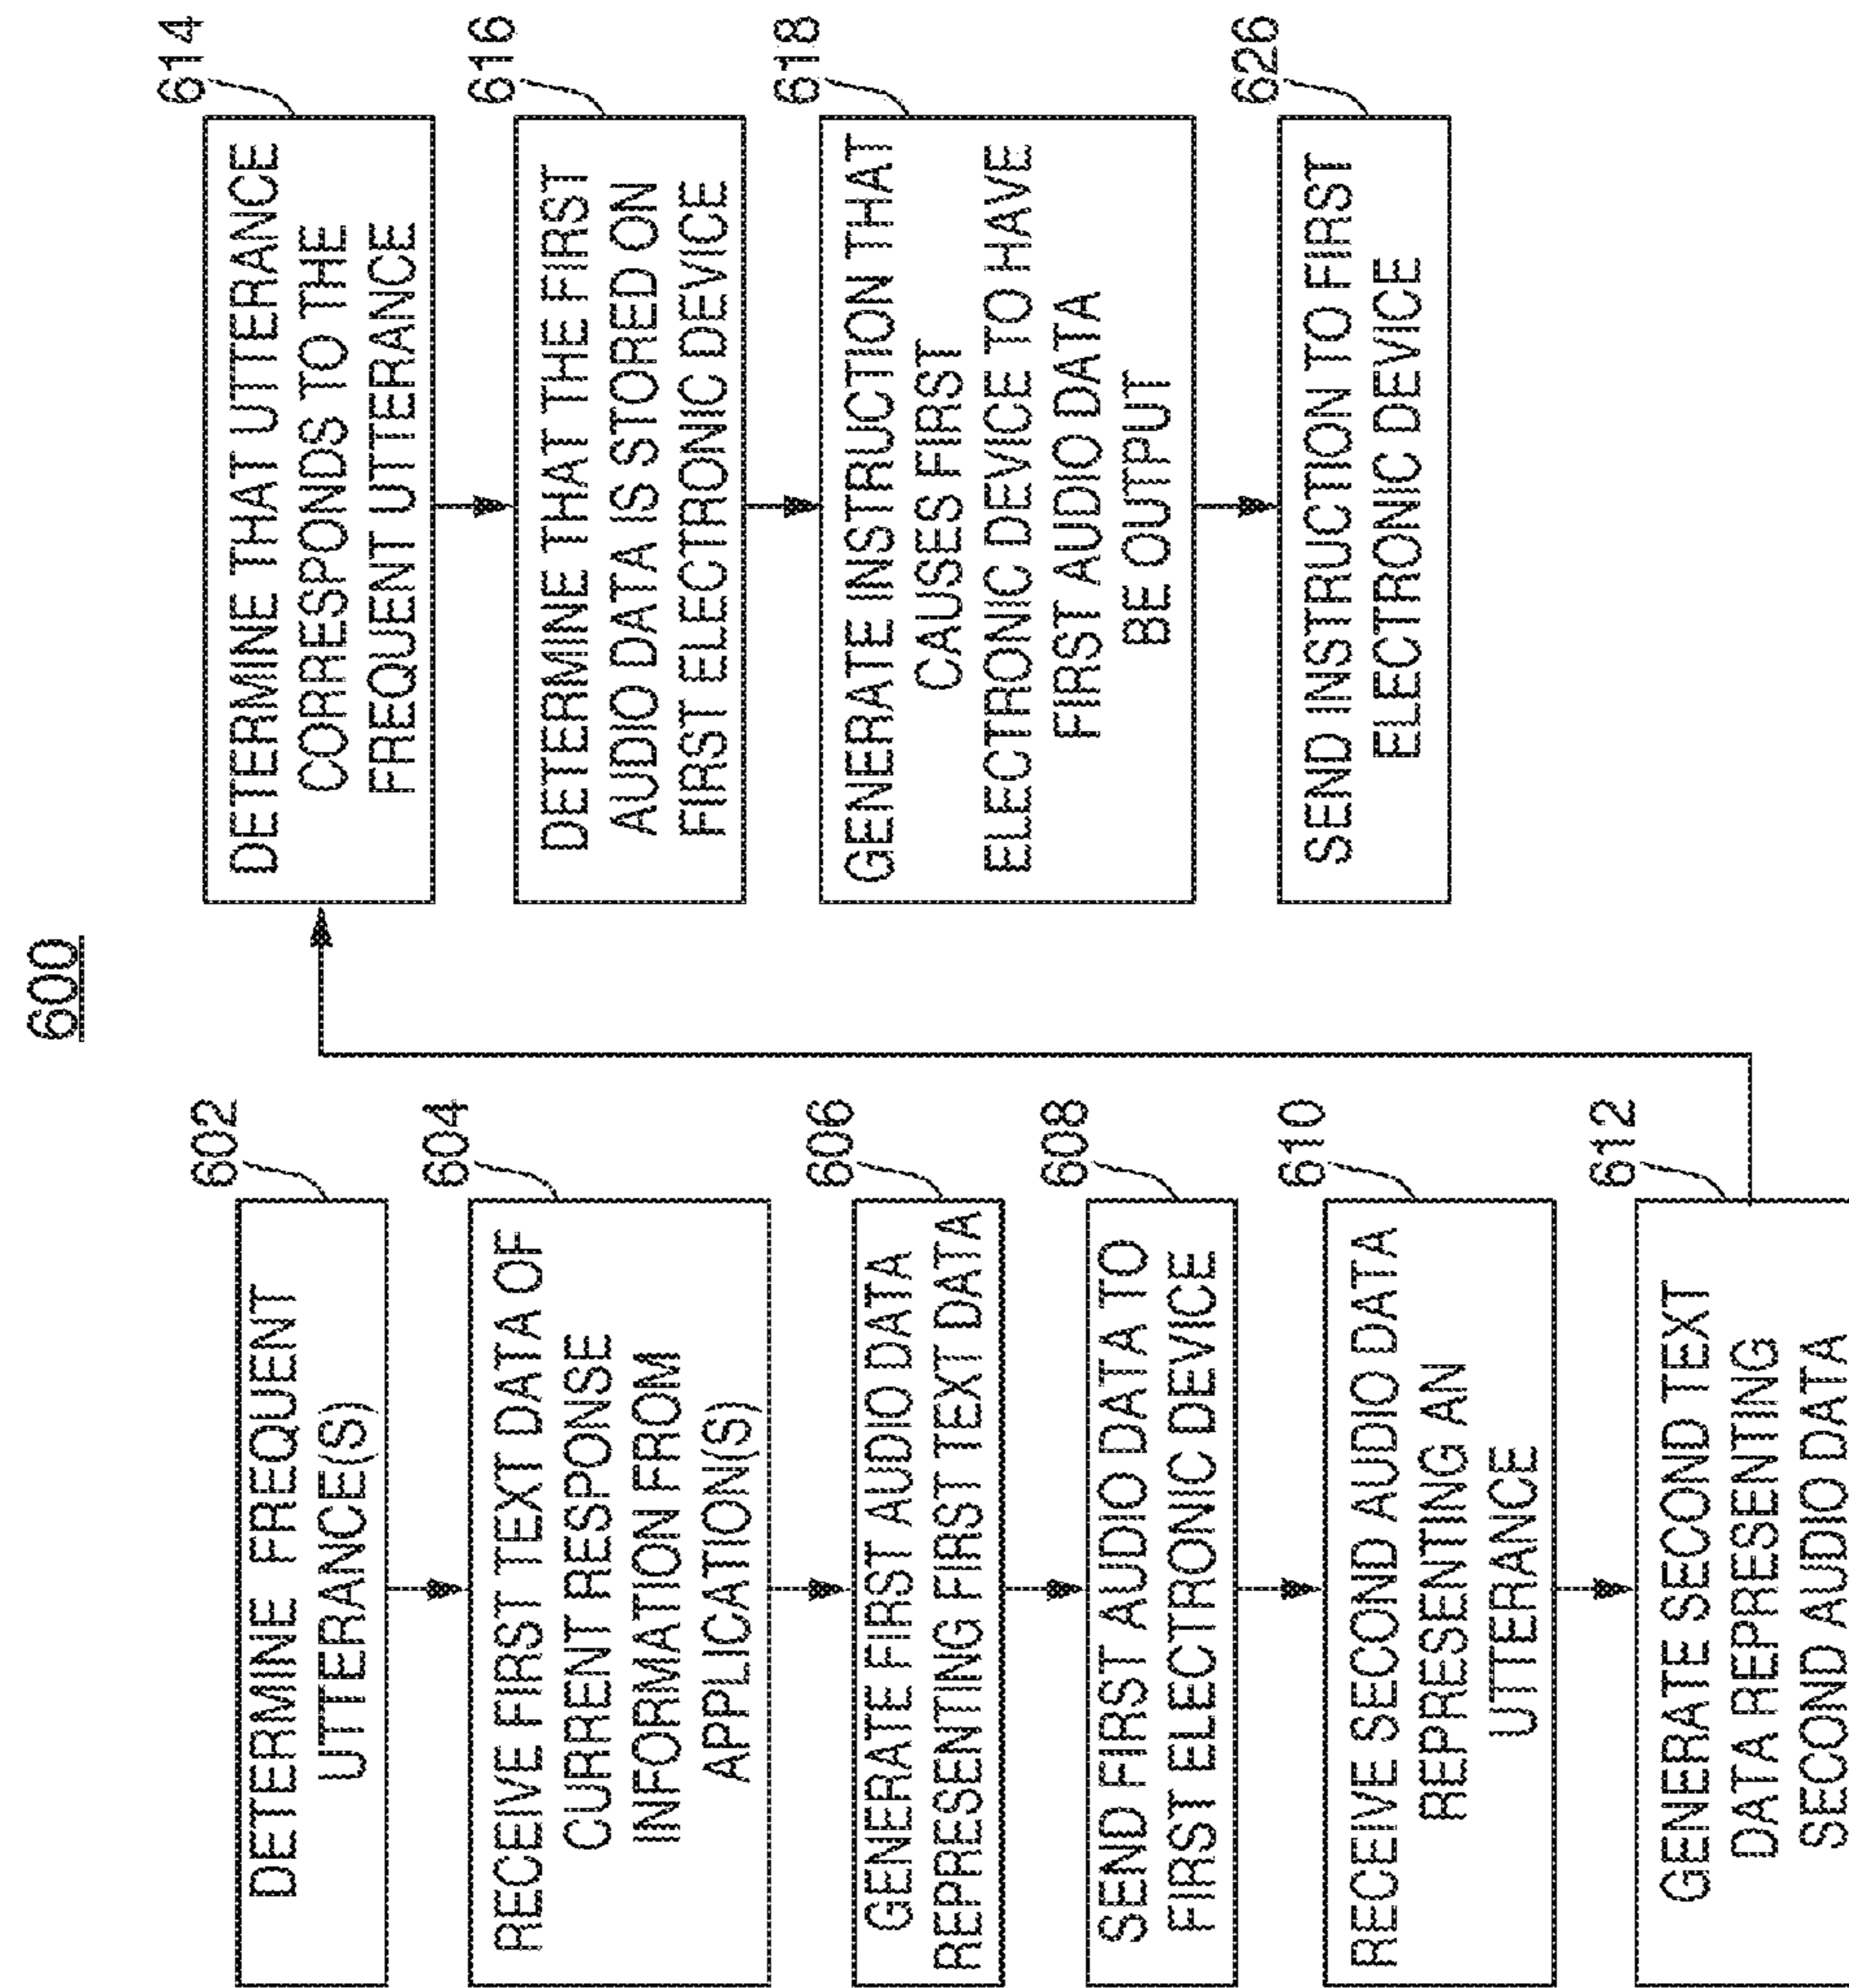 600
602
DETERMINE FREQUENT
UTTERANCE(S)
604
RECEIVE FIRST TEXT DATA OF
CURRENT RESPONSE
INFORMATION FROM
APPLICATION(S)
606
GENERATE FIRST AUDIO DATA
REPRESENTING FIRST TEXT DATA
608
SEND FIRST AUDIO DATA TO
FIRST ELECTRONIC DEVICE
610
RECEIVE SECOND AUDIO DATA
REPRESENTING AN
UTTERANCE
612
GENERATE SECOND TEXT
DATA REPRESENTING
SECOND AUDIO DATA
614
DETERMINE THAT UTTERANCE
CORRESPONDS TO THE
FREQUENT UTTERANCE
616
DETERMINE THAT THE FIRST
AUDIO DATA IS STORED ON
FIRST ELECTRONIC DEVICE
618
GENERATE INSTRUCTION THAT
CAUSES FIRST
ELECTRONIC DEVICE TO HAVE
FIRST AUDIO DATA
BE OUTPUT
626
SEND INSTRUCTION TO FIRST
ELECTRONIC DEVICE